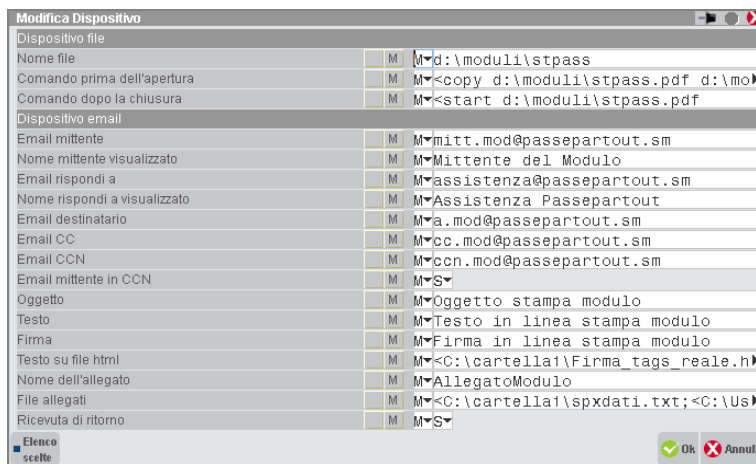 Modifica Dispositivo
Dispositivo file
Nome file M M d:\moduli\stpass
Comando prima dell'apertura M M <copy d:\moduli\stpass.pdf d:\mo
Comando dopo la chiusura M M <start d:\moduli\stpass.pdf
Dispositivo email
Email mittente M M mitt.mod@passepartout.sm
Nome mittente visualizzato M M Mittente del Modulo
Email rispondi a M M assistenza@passepartout.sm
Nome rispondi a visualizzato M M Assistenza Passepartout
Email destinatario M M a.mod@passepartout.sm
Email CC M M cc.mod@passepartout.sm
Email CCN M M ccn.mod@passepartout.sm
Email mittente in CCN M M S
Oggetto M M Oggetto stampa modulo
Testo M M Testo in linea stampa modulo
Firma M M Firma in linea stampa modulo
Testo su file html M M <C:\cartella1\Firma_tags_reale.h
Nome dell'allegato M M AllegatoModulo
File allegati M M <C:\cartella1\spxdati.txt;<C:\Us
Ricevuta di ritorno M M S
Elenco scelte Ok Annull